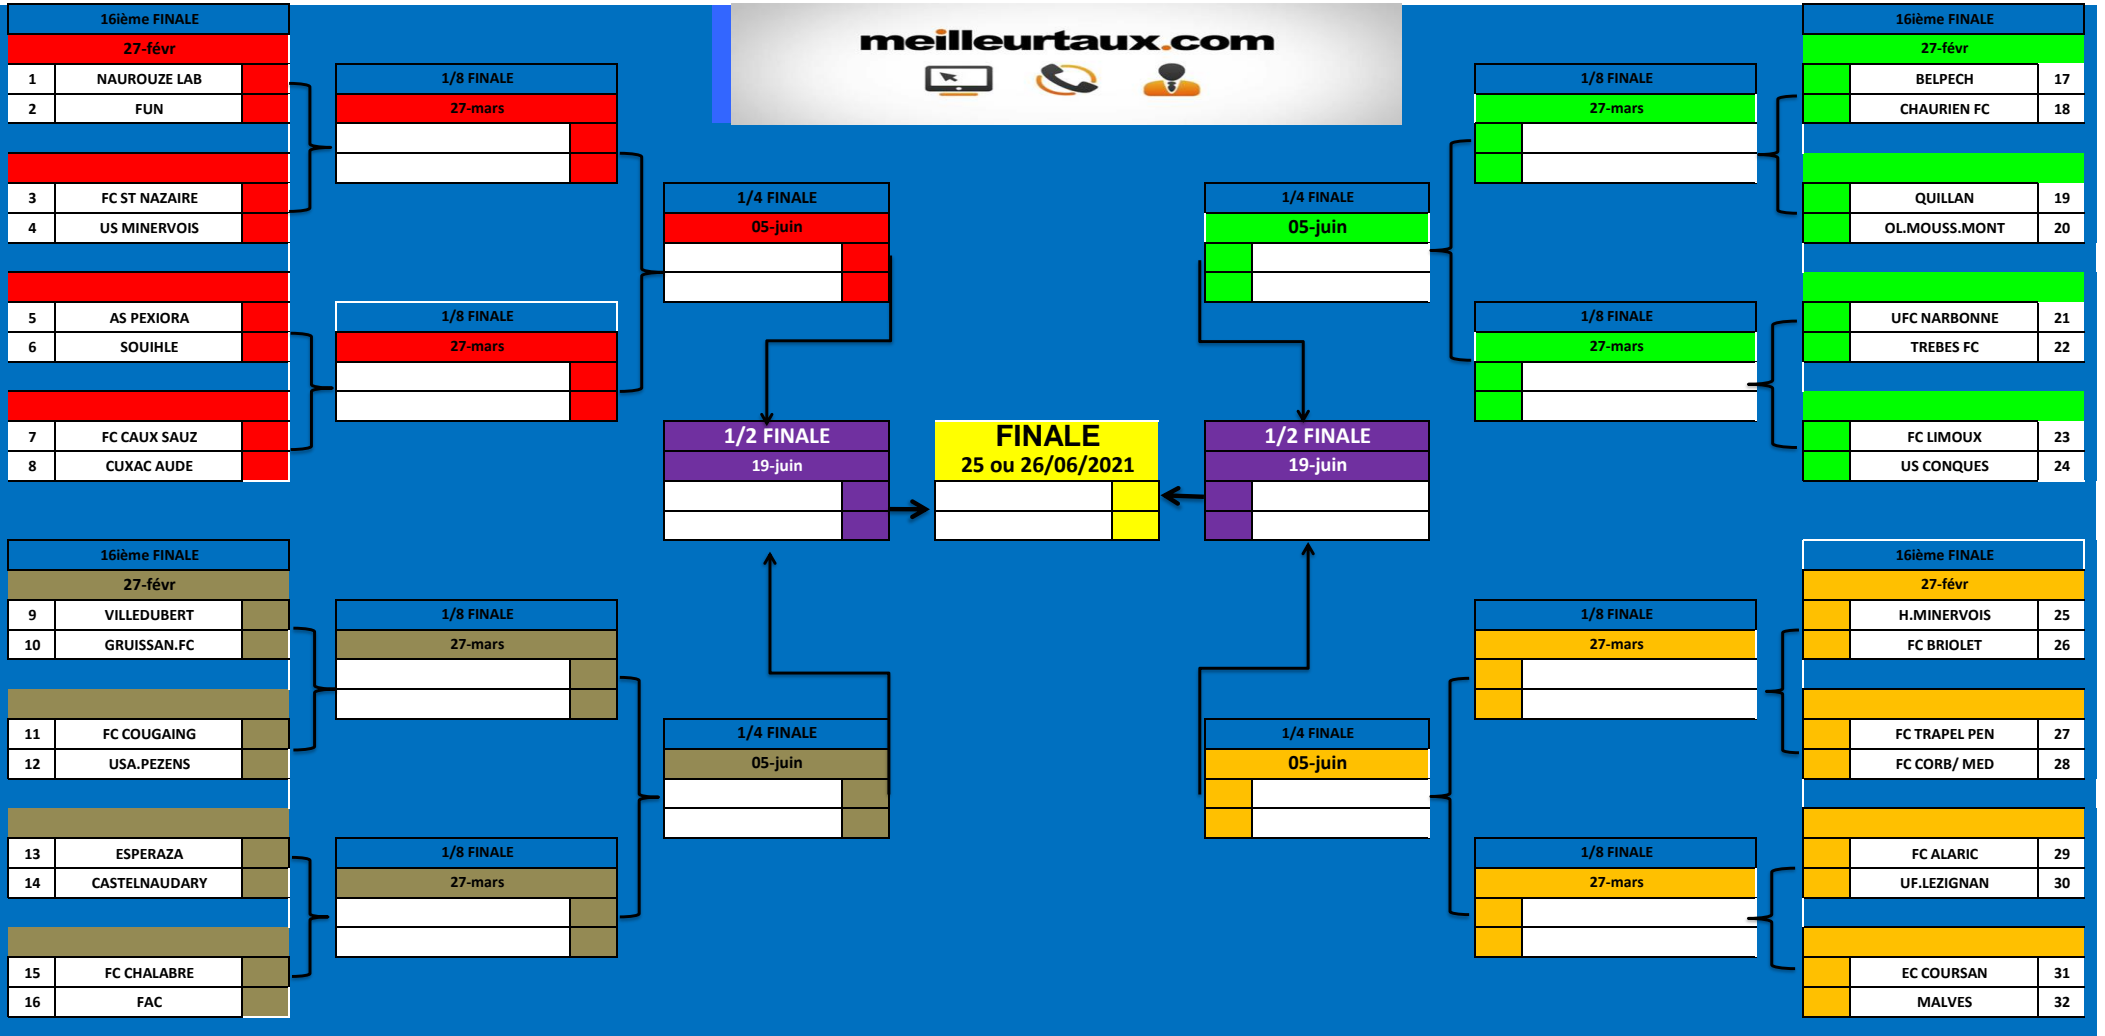 meilleurtaux.com
16ième FINALE
27-févr
1 NAUROUZE LAB
2 FUN
3 FC ST NAZAIRE
4 US MINERVOIS
5 AS PEXIORA
6 SOUIHLE
7 FC CAUX SAUZ
8 CUXAC AUDE
1/8 FINALE
27-mars
1/8 FINALE
27-mars
1/4 FINALE
05-juin
16ième FINALE
27-févr
9 VILLEDUBERT
10 GRUISSAN.FC
11 FC COUGAING
12 USA.PEZENS
13 ESPERAZA
14 CASTELNAUDARY
15 FC CHALABRE
16 FAC
1/8 FINALE
27-mars
1/8 FINALE
27-mars
1/4 FINALE
05-juin
1/2 FINALE
19-juin
FINALE
25 ou 26/06/2021
1/2 FINALE
19-juin
1/4 FINALE
05-juin
1/8 FINALE
27-mars
1/8 FINALE
27-mars
16ième FINALE
27-févr
BELPECH 17
CHAURIEN FC 18
QUILLAN 19
OL.MOUSS.MONT 20
UFC NARBONNE 21
TREBES FC 22
FC LIMOUX 23
US CONQUES 24
1/4 FINALE
05-juin
1/8 FINALE
27-mars
1/8 FINALE
27-mars
16ième FINALE
27-févr
H.MINERVOIS 25
FC BRIOLET 26
FC TRAPEL PEN 27
FC CORB/ MED 28
FC ALARIC 29
UF.LEZIGNAN 30
EC COURSAN 31
MALVES 32